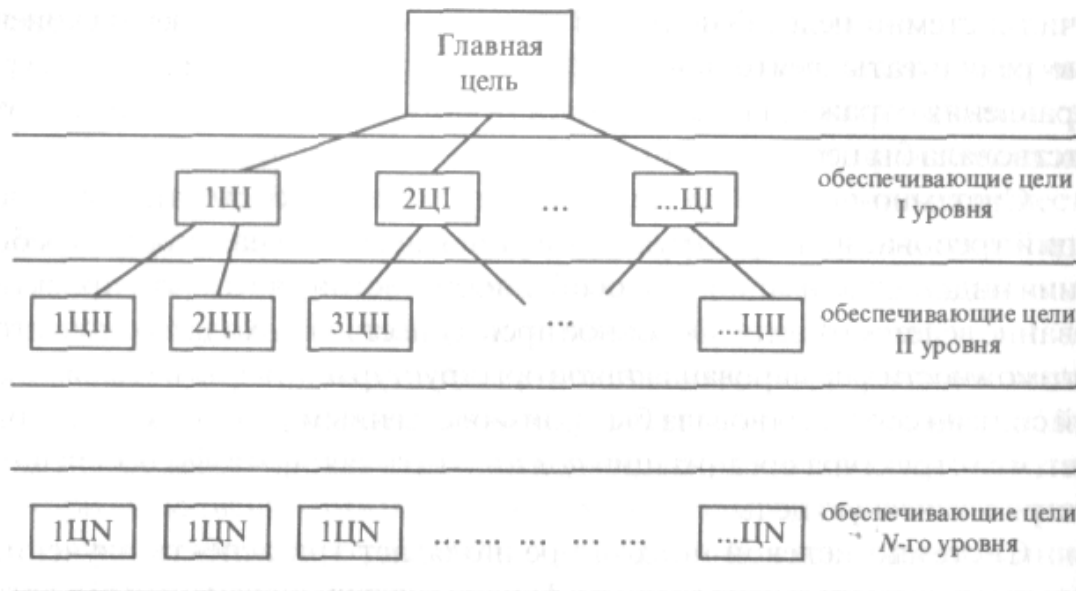 Главная
цель
1ЦI
2ЦI
...
...ЦI
обеспечивающие цели
I уровня
1ЦII
2ЦII
3ЦII
...
...ЦII
обеспечивающие цели
II уровня
1ЦN
1ЦN
1ЦN
... ... ... ... ...
...ЦN
обеспечивающие цели
N-го уровня